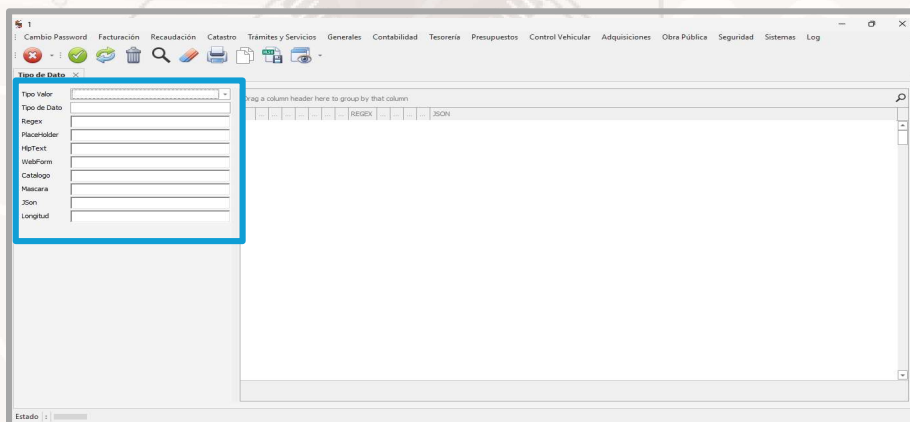 1
Cambio Password Facturación Recaudación Catastro Trámites y Servicios Generales Contabilidad Tesorería Presupuestos Control Vehicular Adquisiciones Obra Pública Seguridad Sistemas Log
Tipo de Dato
Tipo Valor
Tipo de Dato
Regex
PlaceHolder
HlpText
WebForm
Catalogo
Mascara
JSon
Longitud
Drag a column header here to group by that column
... ... ... ... ... ... ... REGEX ... ... ... ... JSON
Estado :